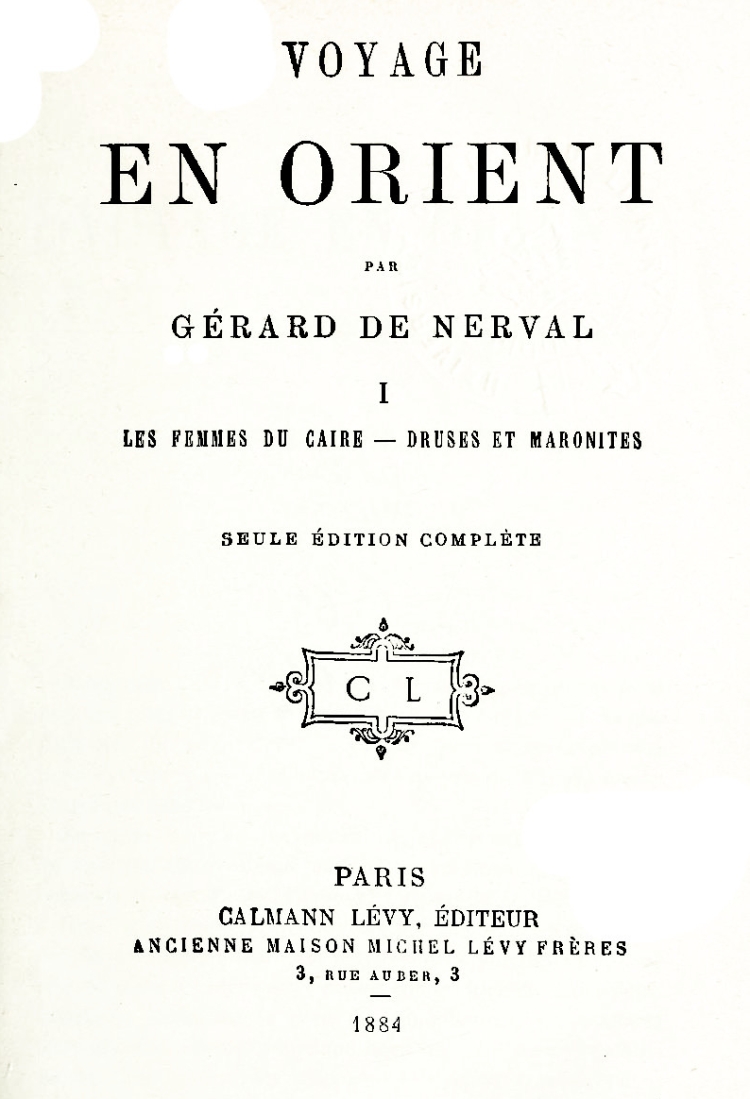 VOYAGE
EN ORIENT
PAR
GÉRARD DE NERVAL
I
LES FEMMES DU CAIRE — DRUSES ET MARONITES
SEULE ÉDITION COMPLÈTE
C L
PARIS
CALMANN LÉVY, ÉDITEUR
ANCIENNE MAISON MICHEL LÉVY FRÈRES
3, RUE AUBER, 3
1884